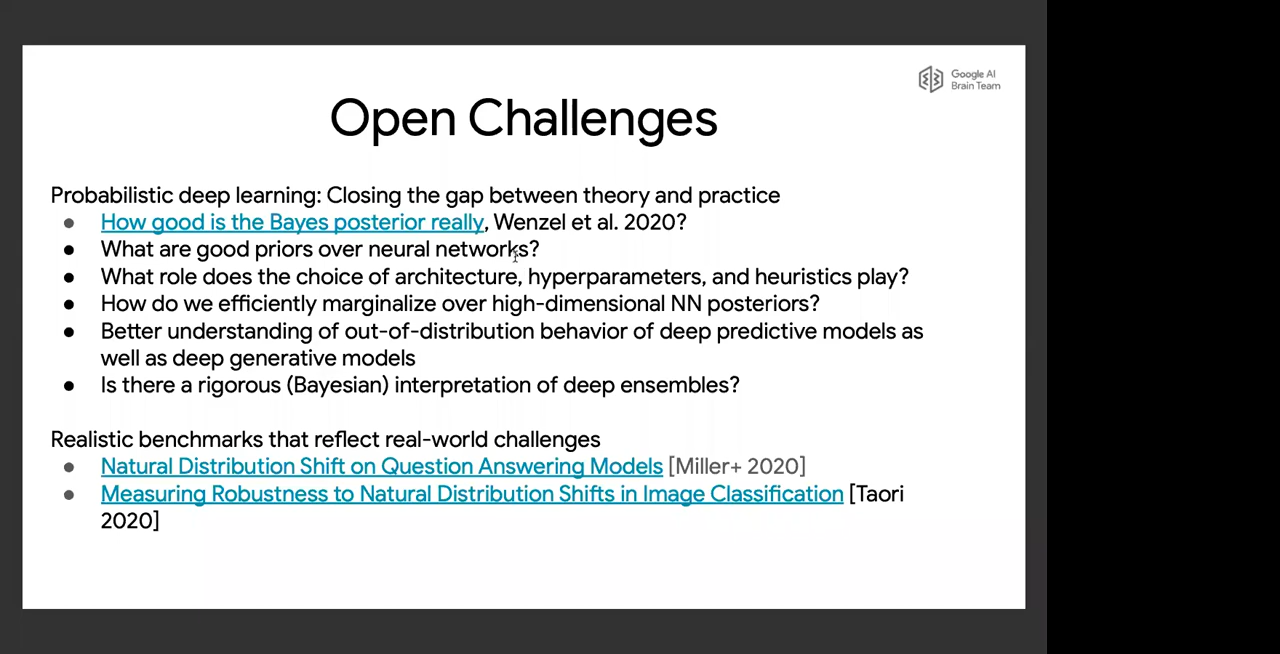 Google AI
Brain Team
Open Challenges
Probabilistic deep learning: Closing the gap between theory and practice
● How good is the Bayes posterior really, Wenzel et al. 2020?
● What are good priors over neural networks?
● What role does the choice of architecture, hyperparameters, and heuristics play?
● How do we efficiently marginalize over high-dimensional NN posteriors?
● Better understanding of out-of-distribution behavior of deep predictive models as
well as deep generative models
● Is there a rigorous (Bayesian) interpretation of deep ensembles?
Realistic benchmarks that reflect real-world challenges
● Natural Distribution Shift on Question Answering Models [Miller+ 2020]
● Measuring Robustness to Natural Distribution Shifts in Image Classification [Taori
2020]